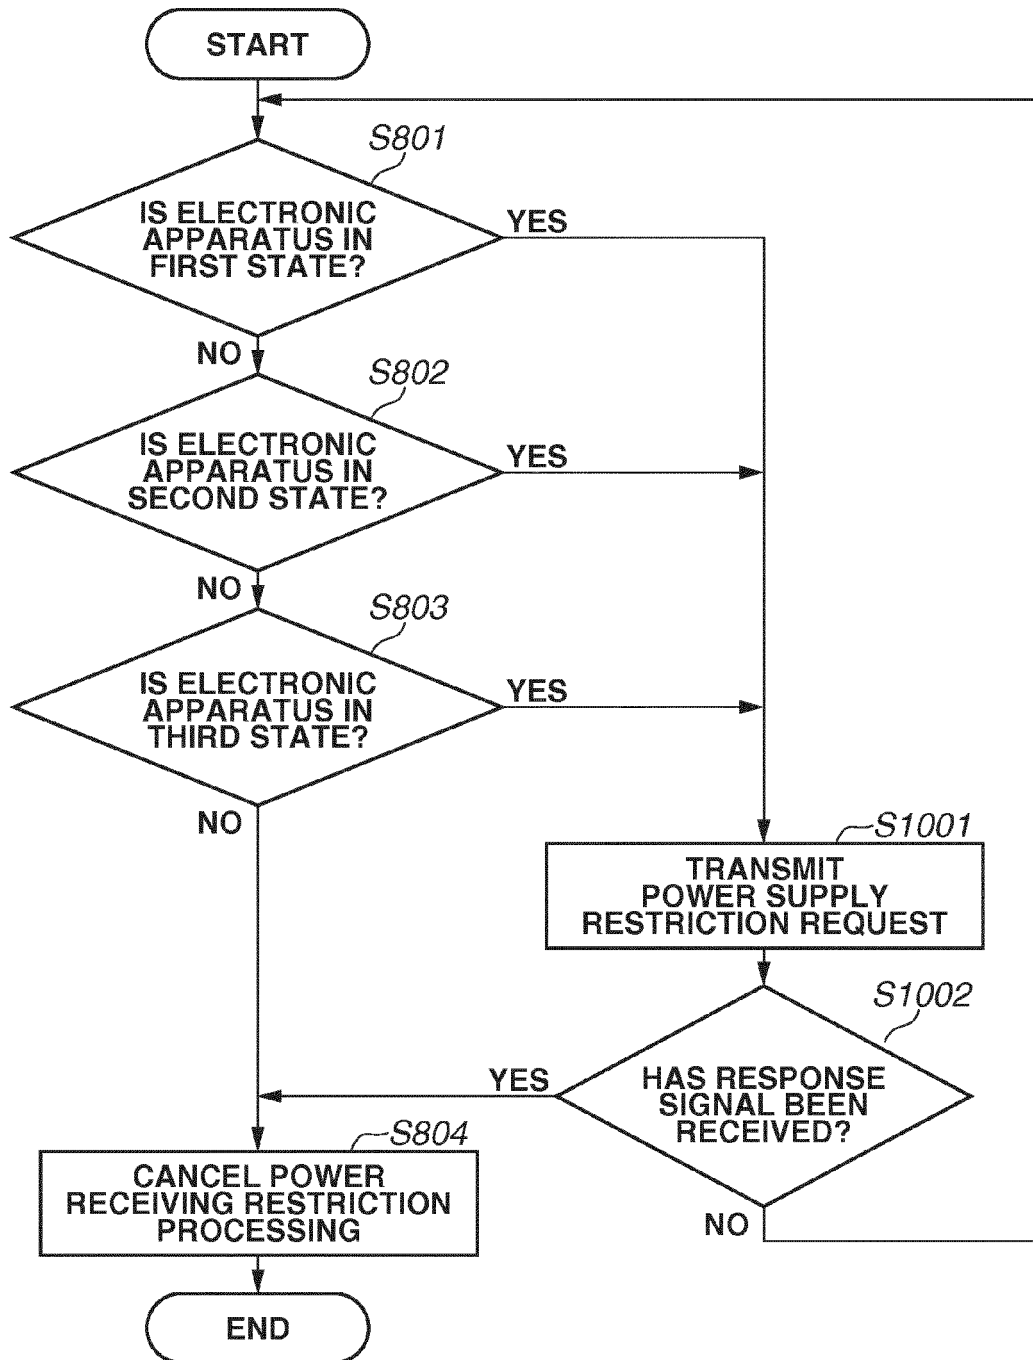 START
S801
IS ELECTRONIC
APPARATUS IN
FIRST STATE?
YES
NO
S802
IS ELECTRONIC
APPARATUS IN
SECOND STATE?
YES
NO
S803
IS ELECTRONIC
APPARATUS IN
THIRD STATE?
YES
NO
S1001
TRANSMIT
POWER SUPPLY
RESTRICTION REQUEST
S1002
HAS RESPONSE
SIGNAL BEEN
RECEIVED?
YES
NO
S804
CANCEL POWER
RECEIVING RESTRICTION
PROCESSING
END